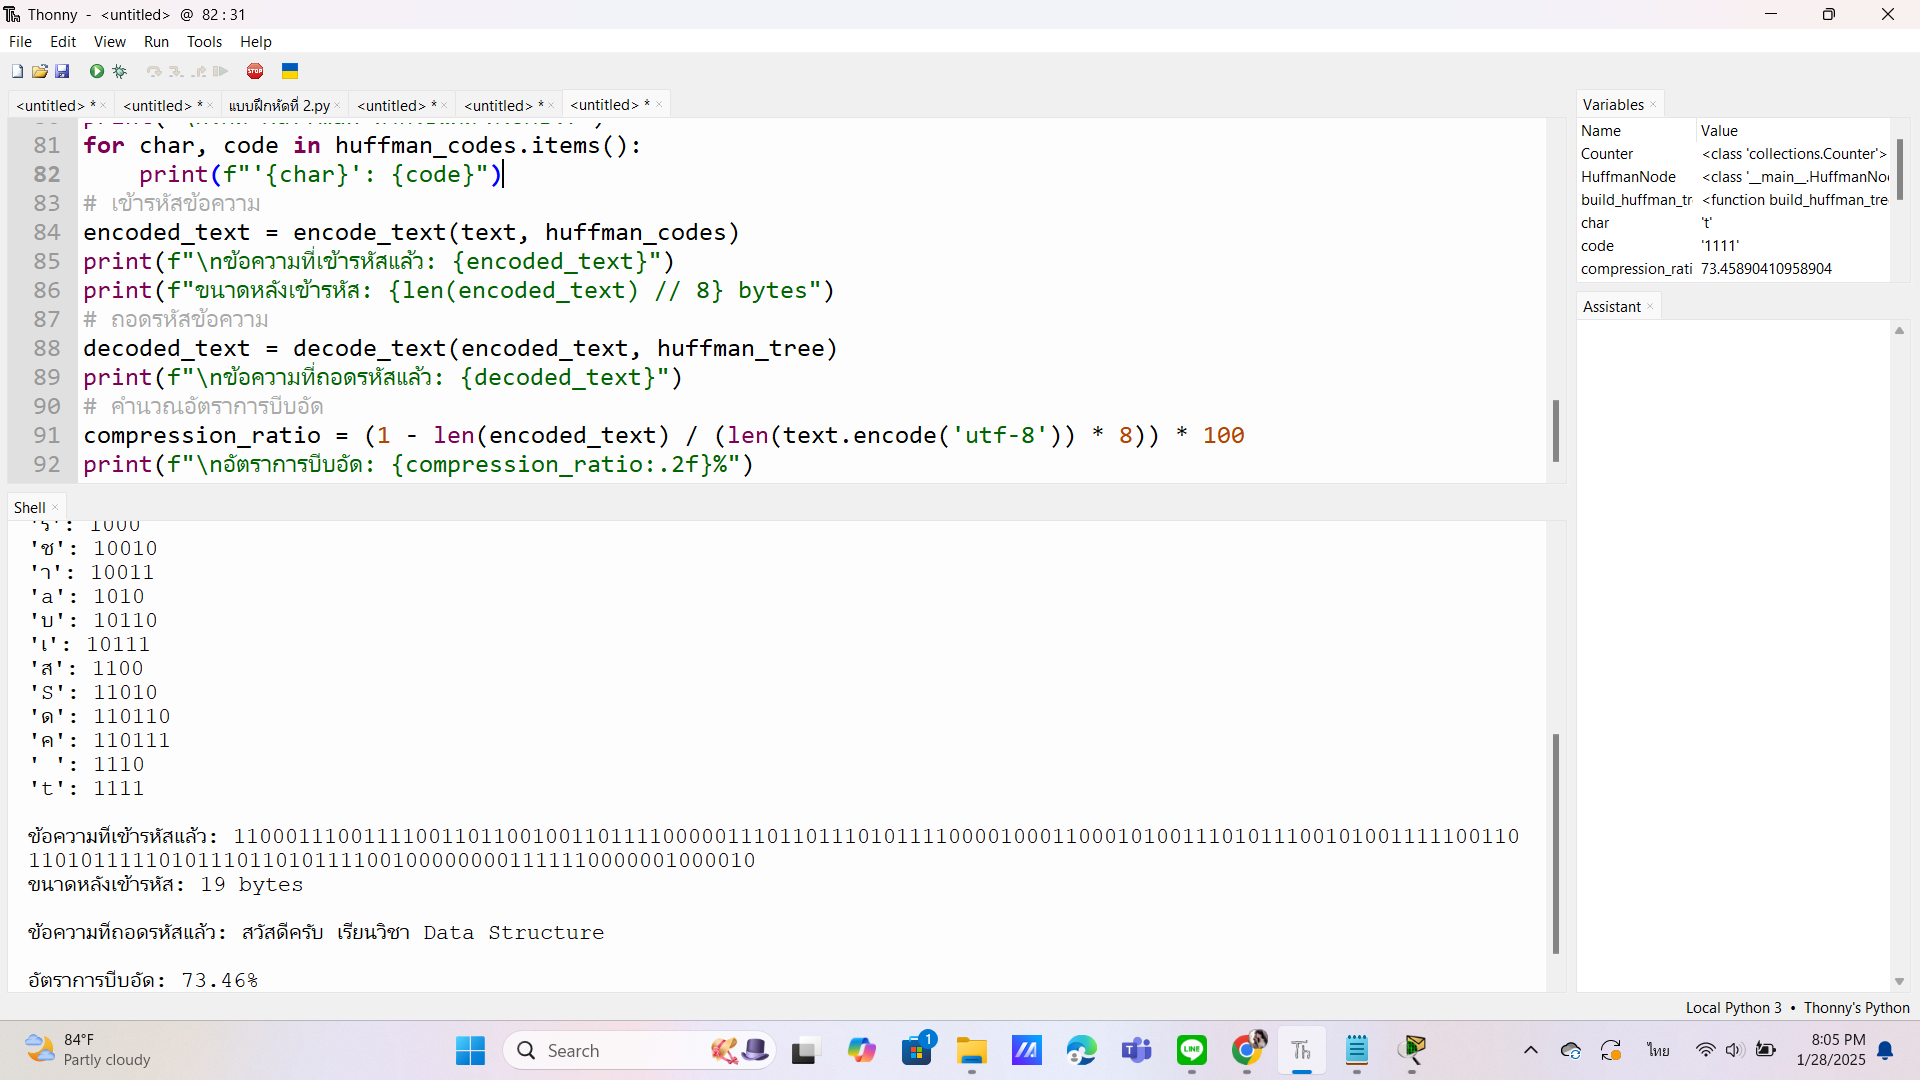 Thonny - <untitled> @ 82:31
File Edit View Run Tools Help
<untitled> * × <untitled> * × แบบฝึกหัดที่ 2.py × <untitled> * × <untitled> * × <untitled> * ×
81 for char, code in huffman_codes.items():
82 print(f"'{char}': {code}")
83 # เข้ารหัสข้อความ
84 encoded_text = encode_text(text, huffman_codes)
85 print(f"\nข้อความที่เข้ารหัสแล้ว: {encoded_text}")
86 print(f"ขนาดหลังเข้ารหัส: {len(encoded_text) // 8} bytes")
87 # ถอดรหัสข้อความ
88 decoded_text = decode_text(encoded_text, huffman_tree)
89 print(f"\nข้อความที่ถอดรหัสแล้ว: {decoded_text}")
90 # คำนวณอัตราการบีบอัด
91 compression_ratio = (1 - len(encoded_text) / (len(text.encode('utf-8')) * 8)) * 100
92 print(f"\nอัตราการบีบอัด: {compression_ratio:.2f}%")
Shell ×
'ร': 1000
'ช': 10010
'า': 10011
'a': 1010
'บ': 10110
'เ': 10111
'ส': 1100
'S': 11010
'ด': 110110
'ค': 110111
' ': 1110
't': 1111
ข้อความที่เข้ารหัสแล้ว:
ขนาดหลังเข้ารหัส: 19 bytes
ข้อความที่ถอดรหัสแล้ว: สวัสดีครับ เรียนวิชา Data Structure
อัตราการบีบอัด: 73.46%
Variables ×
Name Value
Counter <class 'collections.Counter'>
HuffmanNode <class '__main__.HuffmanNo
build_huffman_tr <function build_huffman_tre
char 't'
code '1111'
compression_rati 73.45890410958904
Assistant ×
Local Python 3 • Thonny's Python
84°F
Partly cloudy
Search
1
LINE
Th
ไทย
8:05 PM
1/28/2025